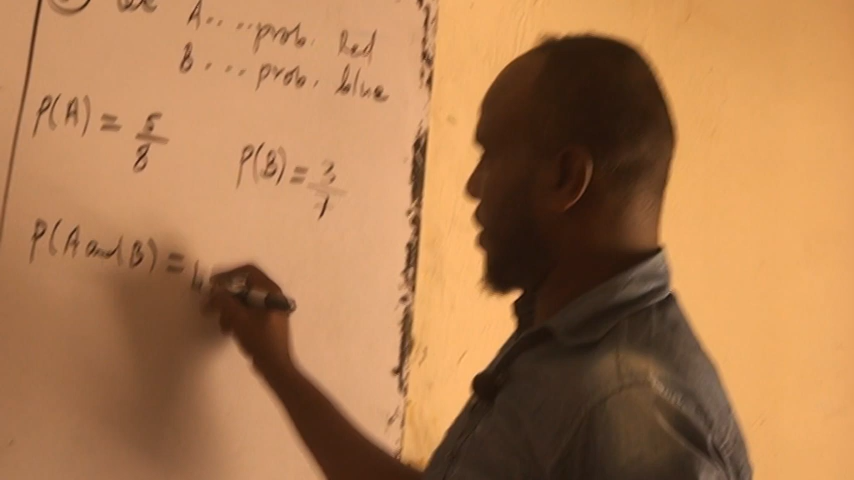 A.... prob. Red
B.... prob. blue
P(A) = 5/8
P(B) = 3/7
P(A and B) =